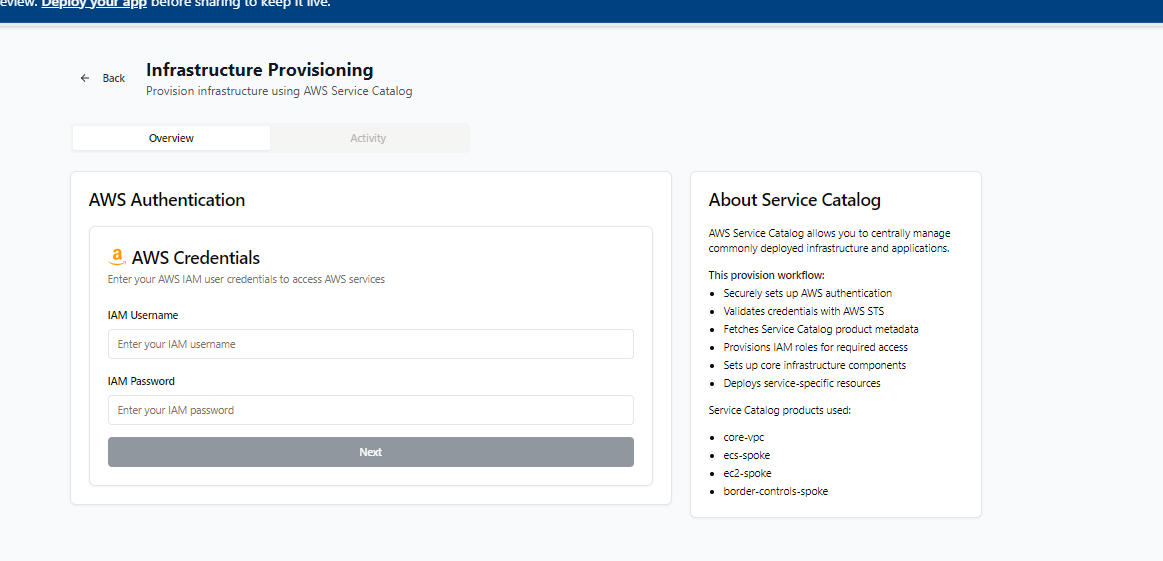 eview. Deploy your app before sharing to keep it live.
Back
Infrastructure Provisioning
Provision infrastructure using AWS Service Catalog
Overview
Activity
AWS Authentication
a AWS Credentials
Enter your AWS IAM user credentials to access AWS services
IAM Username
Enter your IAM username
IAM Password
Enter your IAM password
Next
About Service Catalog
AWS Service Catalog allows you to centrally manage
commonly deployed infrastructure and applications.
This provision workflow:
Securely sets up AWS authentication
Validates credentials with AWS STS
Fetches Service Catalog product metadata
Provisions IAM roles for required access
Sets up core infrastructure components
Deploys service-specific resources
Service Catalog products used:
core-vpc
ecs-spoke
ec2-spoke
border-controls-spoke